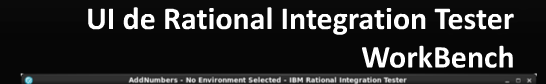 UI de Rational Integration Tester
WorkBench
AddNumbers - No Environment Selected - IBM Rational Integration Tester